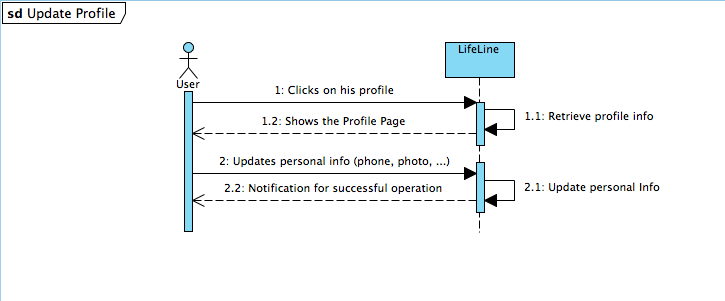 sd Update Profile
LifeLine
User
1: Clicks on his profile
1.1: Retrieve profile info
1.2: Shows the Profile Page
2: Updates personal info (phone, photo, ...)
2.2: Notification for successful operation
2.1: Update personal Info